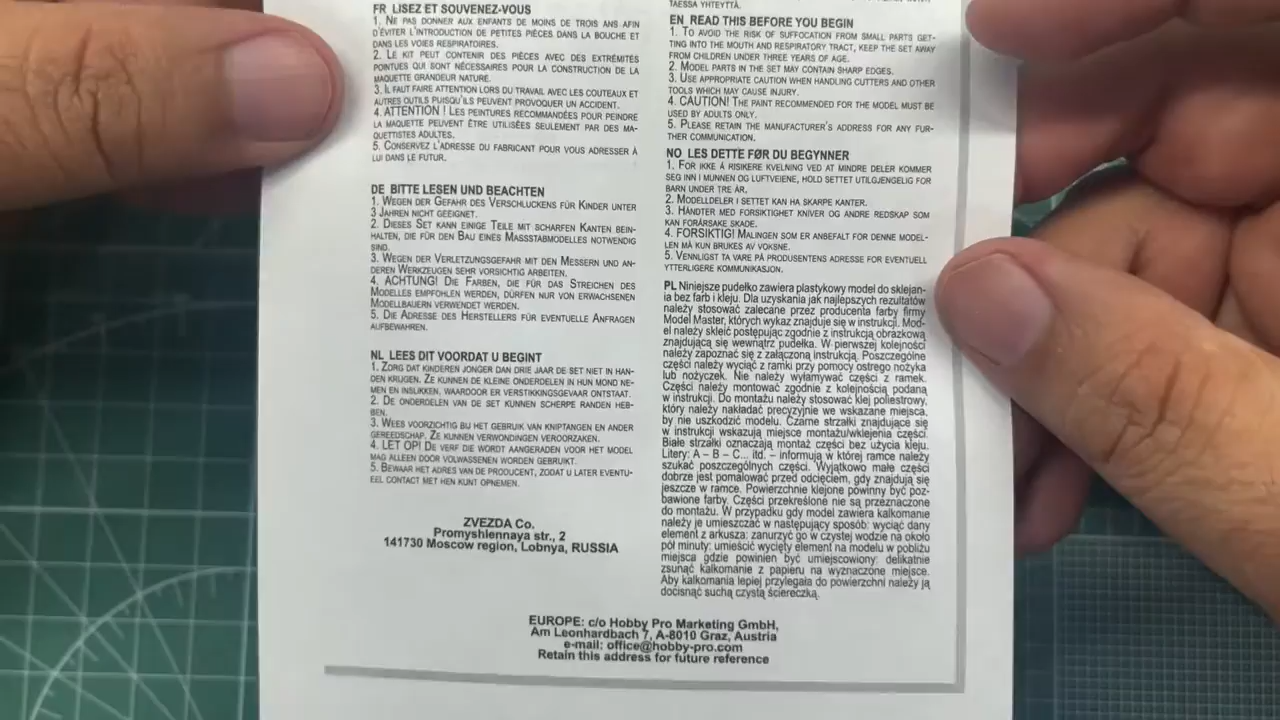 FR LISEZ ET SOUVENEZ-VOUS
1. NE PAS DONNER AUX ENFANTS DE MOINS DE TROIS ANS AFIN
D'ÉVITER L'INTRODUCTION DE PETITES PIÈCES DANS LA BOUCHE ET
DANS LES VOIES RESPIRATOIRES.
2. LE KIT PEUT CONTENIR DES PIÈCES AVEC DES EXTRÉMITÉS
POINTUES QUI SONT NÉCESSAIRES POUR LA CONSTRUCTION DE LA
MAQUETTE GRANDEUR NATURE.
3. IL FAUT FAIRE ATTENTION LORS DU TRAVAIL AVEC LES COUTEAUX ET
AUTRES OUTILS PUISQU'ILS PEUVENT PROVOQUER UN ACCIDENT.
4. ATTENTION ! LES PEINTURES RECOMMANDÉES POUR PEINDRE
LA MAQUETTE PEUVENT ÊTRE UTILISÉES SEULEMENT PAR DES MA-
QUETTISTES ADULTES.
5. CONSERVEZ L'ADRESSE DU FABRICANT POUR VOUS ADRESSER À
LUI DANS LE FUTUR.
DE BITTE LESEN UND BEACHTEN
1. WEGEN DER GEFAHR DES VERSCHLUCKENS FÜR KINDER UNTER
3 JAHREN NICHT GEEIGNET.
2. DIESES SET KANN EINIGE TEILE MIT SCHARFEN KANTEN BEIN-
HALTEN, DIE FÜR DEN BAU EINES MASSSTABMODELLES NOTWENDIG
SIND.
3. WEGEN DER VERLETZUNGSGEFAHR MIT DEN MESSERN UND AN-
DEREN WERKZEUGEN SEHR VORSICHTIG ARBEITEN.
4. ACHTUNG! DIE FARBEN, DIE FÜR DAS STREICHEN DES
MODELLES EMPFOHLEN WERDEN, DÜRFEN NUR VON ERWACHSENEN
MODELLBAUERN VERWENDET WERDEN.
5. DIE ADRESSE DES HERSTELLERS FÜR EVENTUELLE ANFRAGEN
AUFBEWAHREN.
NL LEES DIT VOORDAT U BEGINT
1. ZORG DAT KINDEREN JONGER DAN DRIE JAAR DE SET NIET IN HAN-
DEN KRIJGEN. ZE KUNNEN DE KLEINE ONDERDELEN IN HUN MOND NE-
MEN EN INSLIKKEN, WAARDOOR ER VERSTIKKINGSGEVAAR ONTSTAAT.
2. DE ONDERDELEN VAN DE SET KUNNEN SCHERPE RANDEN HEB-
BEN.
3. WEES VOORZICHTIG BIJ HET GEBRUIK VAN KNIPTANGEN EN ANDER
GEREEDSCHAP. ZE KUNNEN VERWONDINGEN VEROORZAKEN.
4. LET OP! DE VERF DIE WORDT AANGERADEN VOOR HET MODEL
MAG ALLEEN DOOR VOLWASSENEN WORDEN GEBRUIKT.
5. BEWAAR HET ADRES VAN DE PRODUCENT, ZODAT U LATER EVENTU-
EEL CONTACT MET HEN KUNT OPNEMEN.
ZVEZDA Co.
Promyshlennaya str., 2
141730 Moscow region, Lobnya, RUSSIA
TAESSA YHTEYTTÄ.
EN READ THIS BEFORE YOU BEGIN
1. TO AVOID THE RISK OF SUFFOCATION FROM SMALL PARTS GET-
TING INTO THE MOUTH AND RESPIRATORY TRACT, KEEP THE SET AWAY
FROM CHILDREN UNDER THREE YEARS OF AGE.
2. MODEL PARTS IN THE SET MAY CONTAIN SHARP EDGES.
3. USE APPROPRIATE CAUTION WHEN HANDLING CUTTERS AND OTHER
TOOLS WHICH MAY CAUSE INJURY.
4. CAUTION! THE PAINT RECOMMENDED FOR THE MODEL MUST BE
USED BY ADULTS ONLY.
5. PLEASE RETAIN THE MANUFACTURER'S ADDRESS FOR ANY FUR-
THER COMMUNICATION.
NO LES DETTE FØR DU BEGYNNER
1. FOR IKKE Å RISIKERE KVELNING VED AT MINDRE DELER KOMMER
SEG INN I MUNNEN OG LUFTVEIENE, HOLD SETTET UTILGJENGELIG FOR
BARN UNDER TRE ÅR.
2. MODELLDELER I SETTET KAN HA SKARPE KANTER.
3. HÅNDTER MED FORSIKTIGHET KNIVER OG ANDRE REDSKAP SOM
KAN FORÅRSAKE SKADE.
4. FORSIKTIG! MALINGEN SOM ER ANBEFALT FOR DENNE MODEL-
LEN MÅ KUN BRUKES AV VOKSNE.
5. VENNLIGST TA VARE PÅ PRODUSENTENS ADRESSE FOR EVENTUELL
YTTERLIGERE KOMMUNIKASJON.
PL Niniejsze pudełko zawiera plastykowy model do sklejan-
ia bez farb i kleju. Dla uzyskania jak najlepszych rezultatów
należy stosować zalecane przez producenta farby firmy
Model Master, których wykaz znajduje się w instrukcji. Mod-
el należy skleić postępując zgodnie z instrukcją obrazkową
znajdującą się wewnątrz pudełka. W pierwszej kolejności
należy zapoznać się z załączoną instrukcją. Poszczególne
części należy wyciąć z ramki przy pomocy ostrego nożyka
lub nożyczek. Nie należy wyłamywać części z ramek.
Części należy montować zgodnie z kolejnością podaną
w instrukcji. Do montażu należy stosować klej poliestrowy,
który należy nakładać precyzyjnie we wskazane miejsca,
by nie uszkodzić modelu. Czarne strzałki znajdujące się
w instrukcji wskazują miejsce montażu/wklejenia części.
Białe strzałki oznaczają montaż części bez użycia kleju.
Litery: A – B – C... itd. – informują w której ramce należy
szukać poszczególnych części. Wyjątkowo małe części
dobrze jest pomalować przed odcięciem, gdy znajdują się
jeszcze w ramce. Powierzchnie klejone powinny być poz-
bawione farby. Części przekreślone nie są przeznaczone
do montażu. W przypadku gdy model zawiera kalkomanie
należy je umieszczać w następujący sposób: wyciąć dany
element z arkusza; zanurzyć go w czystej wodzie na około
pół minuty; umieścić wycięty element na modelu w pobliżu
miejsca gdzie powinien być umiejscowiony; delikatnie
zsunąć kalkomanie z papieru na wyznaczone miejsce.
Aby kalkomania lepiej przylegała do powierzchni należy ją
docisnąć suchą czystą ściereczką.
EUROPE: c/o Hobby Pro Marketing GmbH,
Am Leonhardbach 7, A-8010 Graz, Austria
e-mail: office@hobby-pro.com
Retain this address for future reference